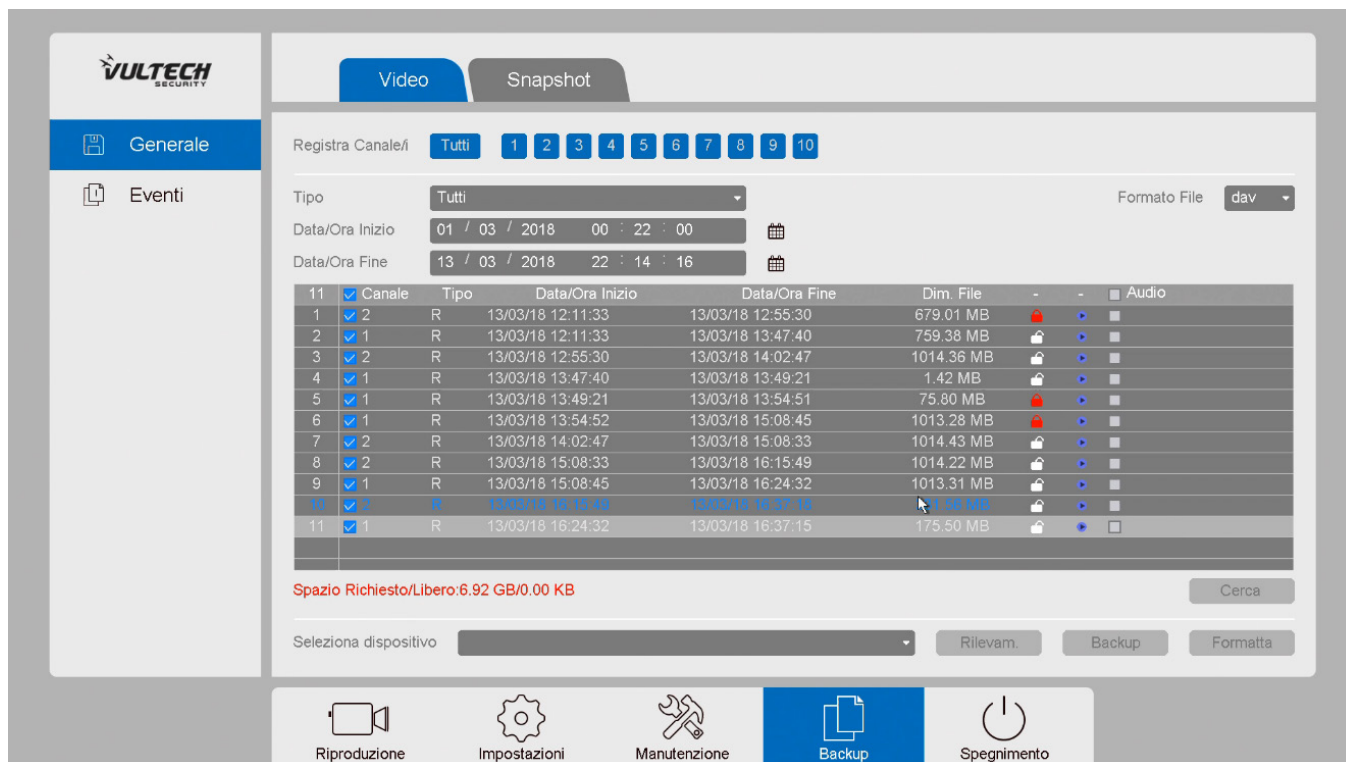 VULTECH
SECURITY
Video Snapshot
Generale
Eventi
Registra Canale/i Tutti 1 2 3 4 5 6 7 8 9 10
Tipo Tutti Formato File dav
Data/Ora Inizio 01 / 03 / 2018 00 : 22 : 00
Data/Ora Fine 13 / 03 / 2018 22 : 14 : 16
11 Canale Tipo Data/Ora Inizio Data/Ora Fine Dim. File - - Audio
1 2 R 13/03/18 12:11:33 13/03/18 12:55:30 679.01 MB
2 1 R 13/03/18 12:11:33 13/03/18 13:47:40 759.38 MB
3 2 R 13/03/18 12:55:30 13/03/18 14:02:47 1014.36 MB
4 1 R 13/03/18 13:47:40 13/03/18 13:49:21 1.42 MB
5 1 R 13/03/18 13:49:21 13/03/18 13:54:51 75.80 MB
6 1 R 13/03/18 13:54:52 13/03/18 15:08:45 1013.28 MB
7 2 R 13/03/18 14:02:47 13/03/18 15:08:33 1014.43 MB
8 2 R 13/03/18 15:08:33 13/03/18 16:15:49 1014.22 MB
9 1 R 13/03/18 15:08:45 13/03/18 16:24:32 1013.31 MB
10 2 R 13/03/18 16:15:49 13/03/18 MB
11 1 R 13/03/18 16:24:32 13/03/18 16:37:15 175.50 MB
Spazio Richiesto/Libero:6.92 GB/0.00 KB
Cerca
Seleziona dispositivo Rilevam. Backup Formatta
Riproduzione Impostazioni Manutenzione Backup Spegnimento